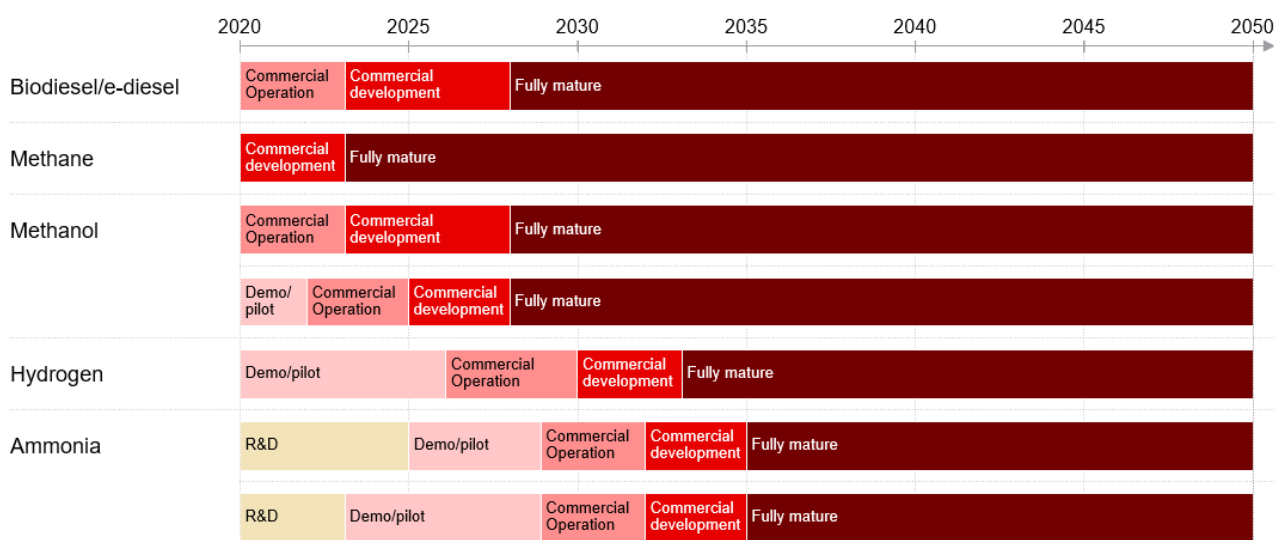 2020 2025 2030 2035 2040 2045 2050
Biodiesel/e-diesel
Commercial
Operation
Commercial
development
Fully mature
Methane
Commercial
development
Fully mature
Methanol
Commercial
Operation
Commercial
development
Fully mature
Demo/
pilot
Commercial
Operation
Commercial
development
Fully mature
Hydrogen
Demo/pilot
Commercial
Operation
Commercial
development
Fully mature
Ammonia
R&D
Demo/pilot
Commercial
Operation
Commercial
development
Fully mature
R&D
Demo/pilot
Commercial
Operation
Commercial
development
Fully mature